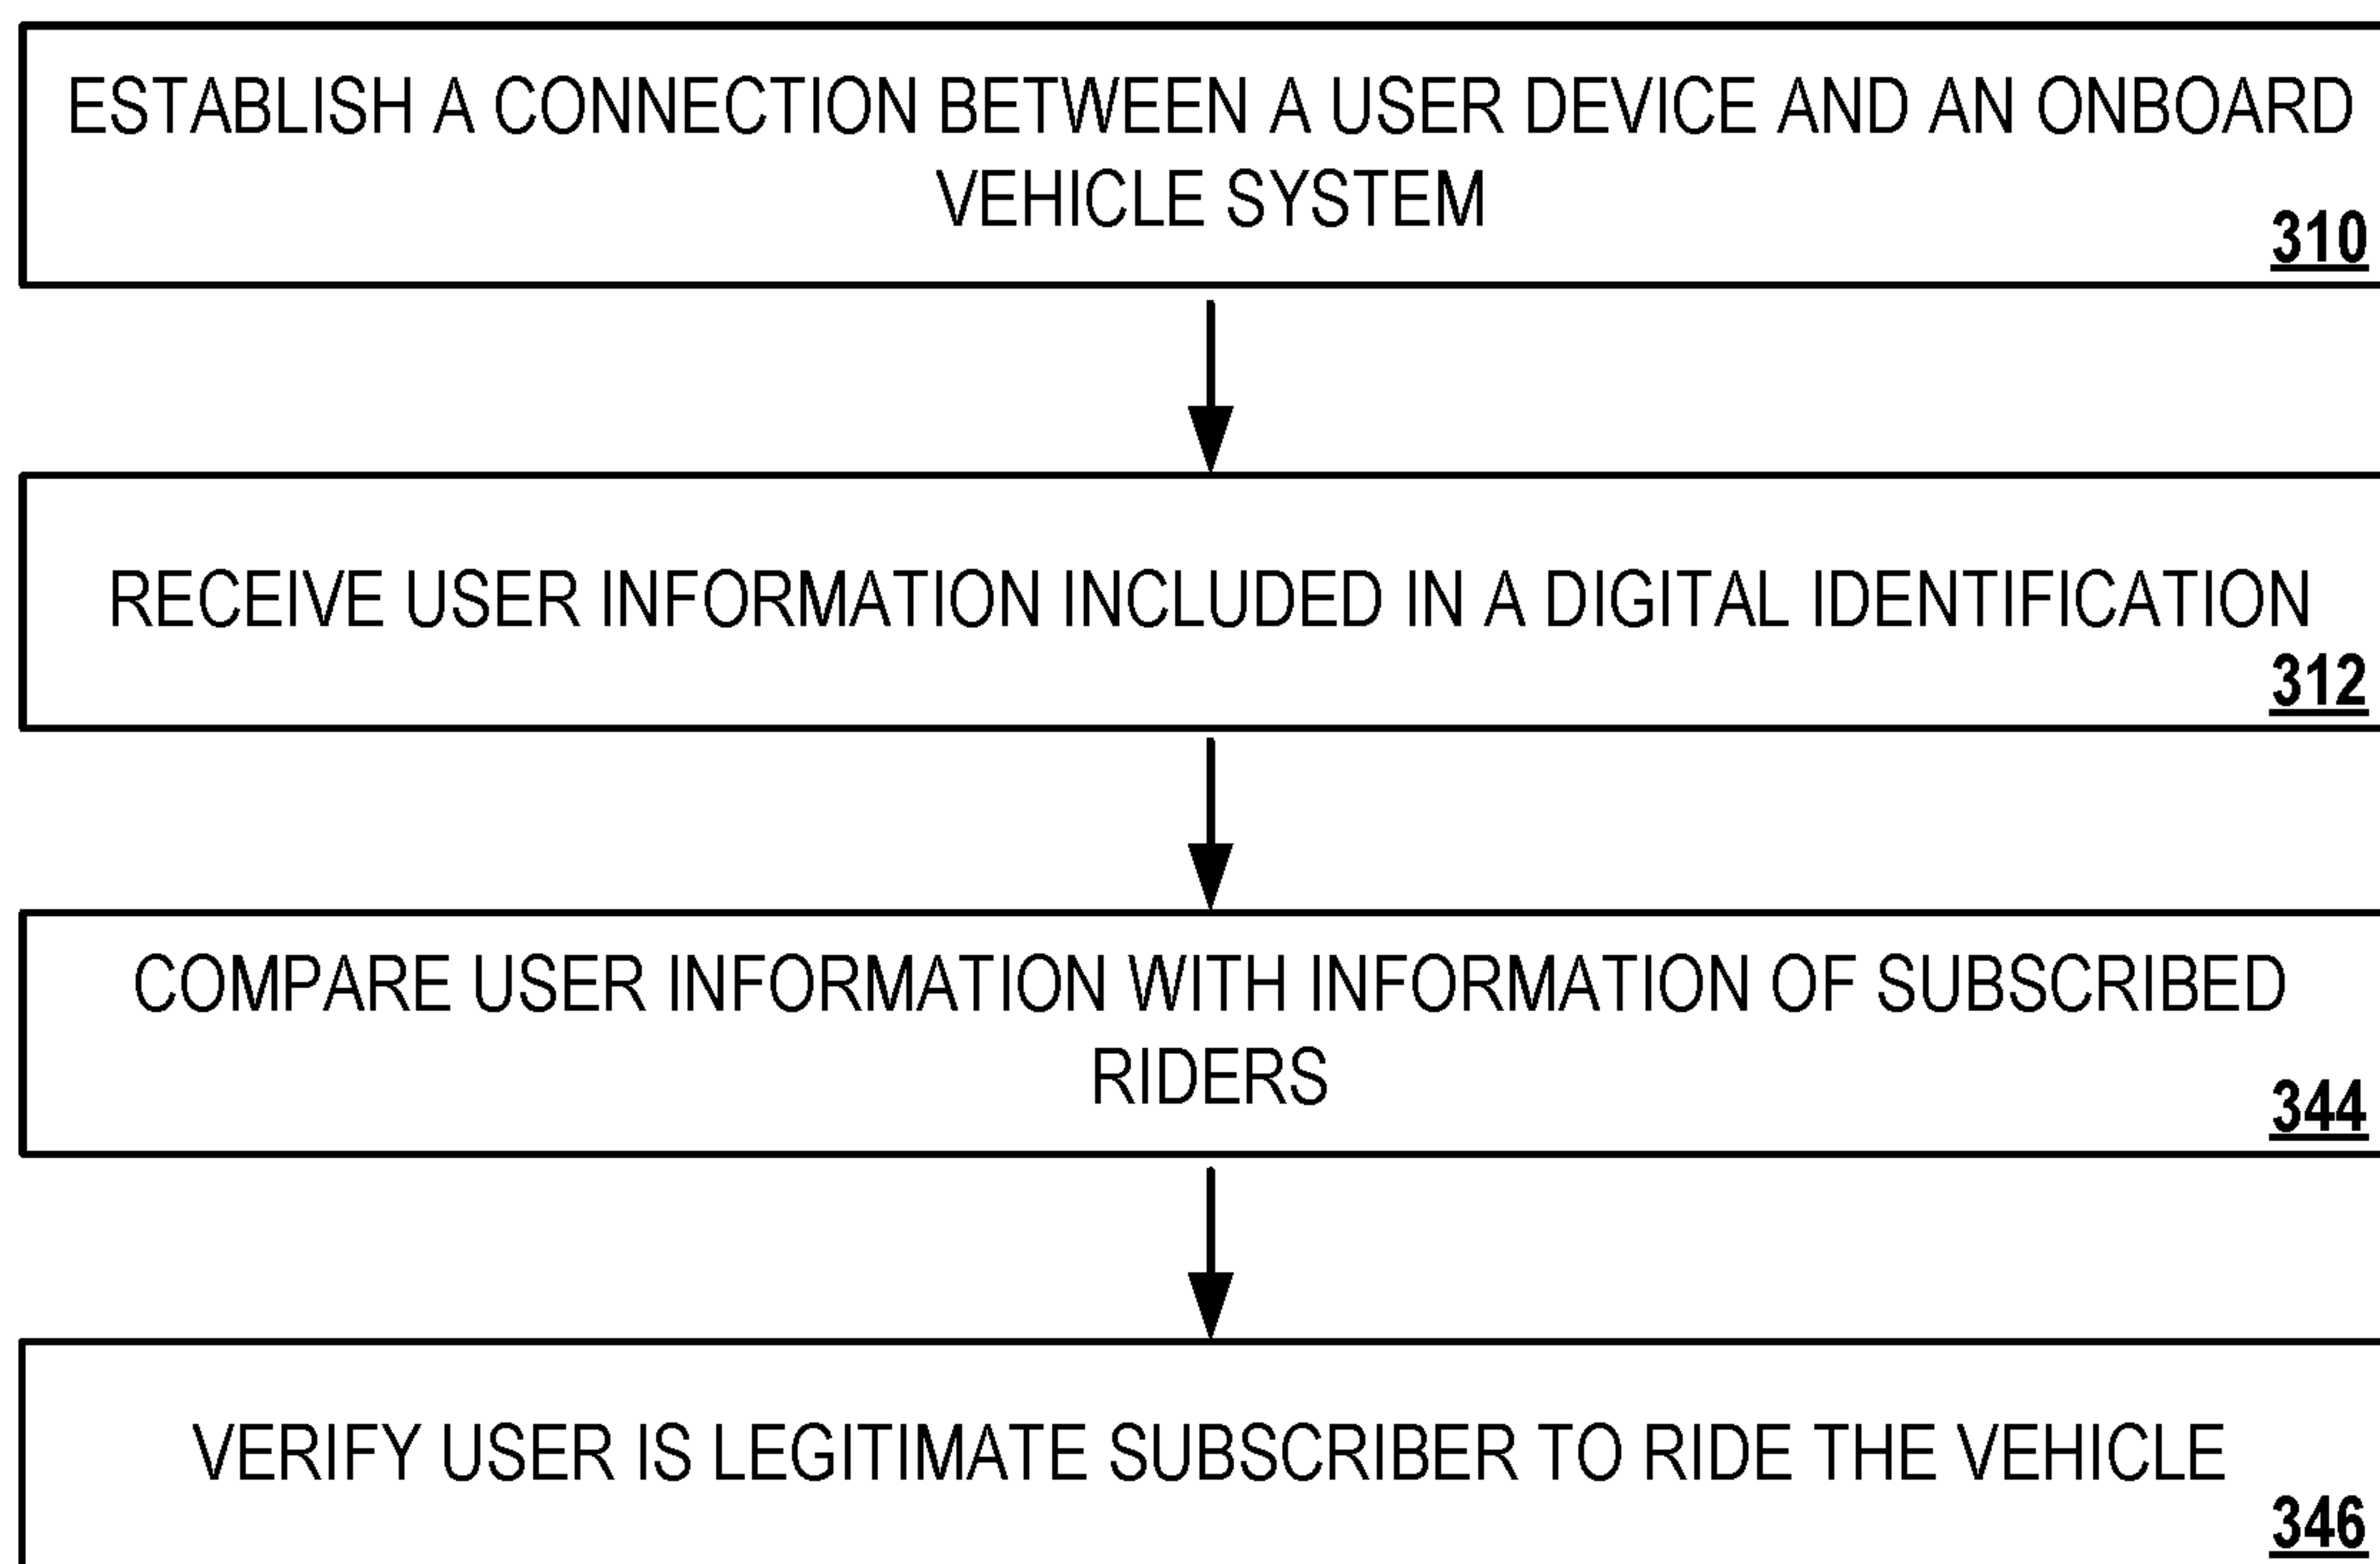 ESTABLISH A CONNECTION BETWEEN A USER DEVICE AND AN ONBOARD
VEHICLE SYSTEM
310
RECEIVE USER INFORMATION INCLUDED IN A DIGITAL IDENTIFICATION
312
COMPARE USER INFORMATION WITH INFORMATION OF SUBSCRIBED
RIDERS
344
VERIFY USER IS LEGITIMATE SUBSCRIBER TO RIDE THE VEHICLE
346